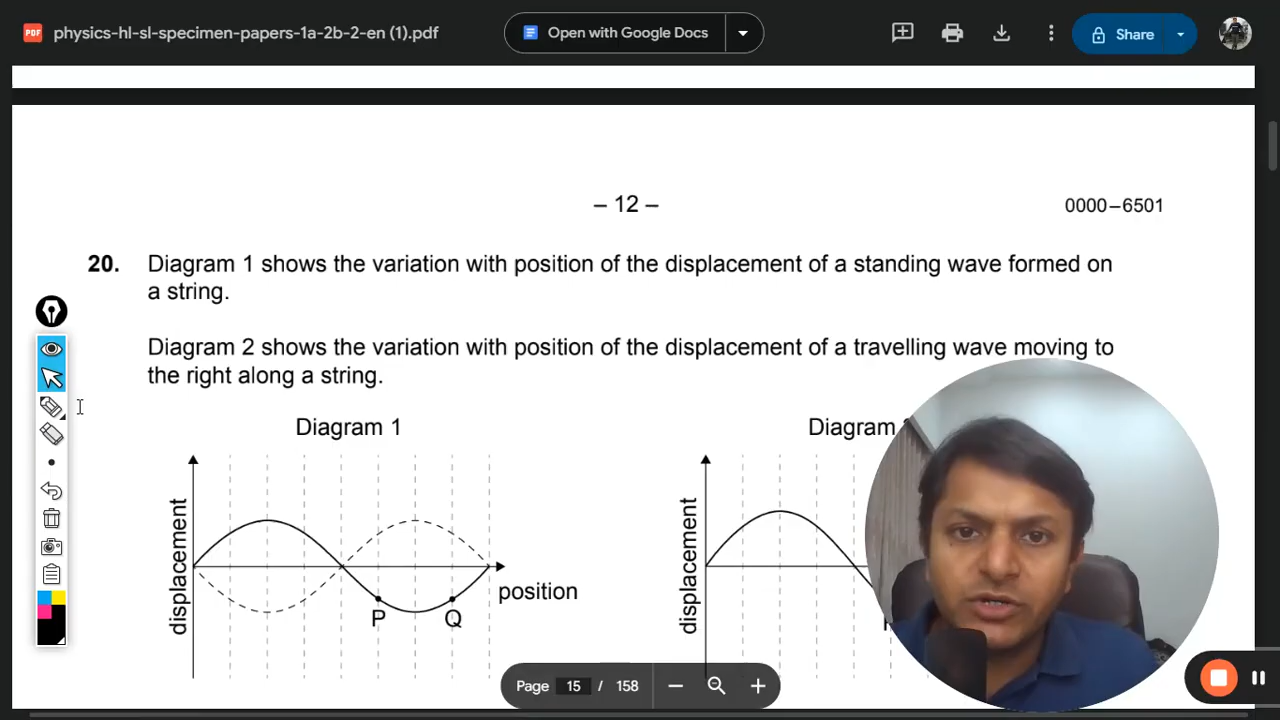 physics-hl-sl-specimen-papers-1a-2b-2-en (1).pdf
PDF
Open with Google Docs
Share
– 12 –
0000–6501
20. Diagram 1 shows the variation with position of the displacement of a standing wave formed on
a string.
Diagram 2 shows the variation with position of the displacement of a travelling wave moving to
the right along a string.
Diagram 1
Diagram
displacement
position
P
Q
displacement
Page 15 / 158